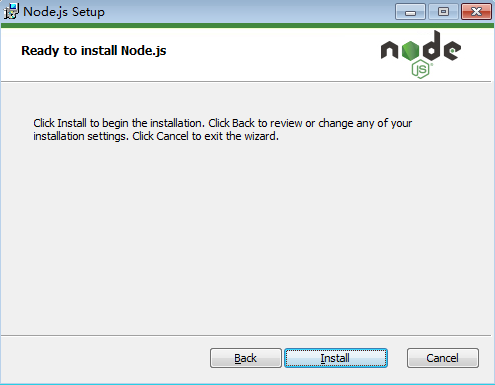 Node.js Setup
Ready to install Node.js
node
JS
Click Install to begin the installation. Click Back to review or change any of your
installation settings. Click Cancel to exit the wizard.
Back
Install
Cancel